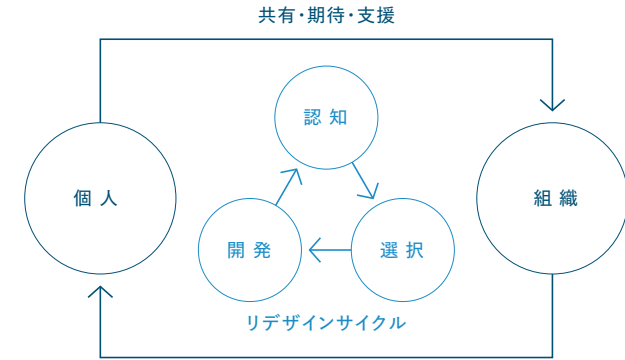 共有・期待・支援
認知
個人
組織
開発
選択
リデザインサイクル